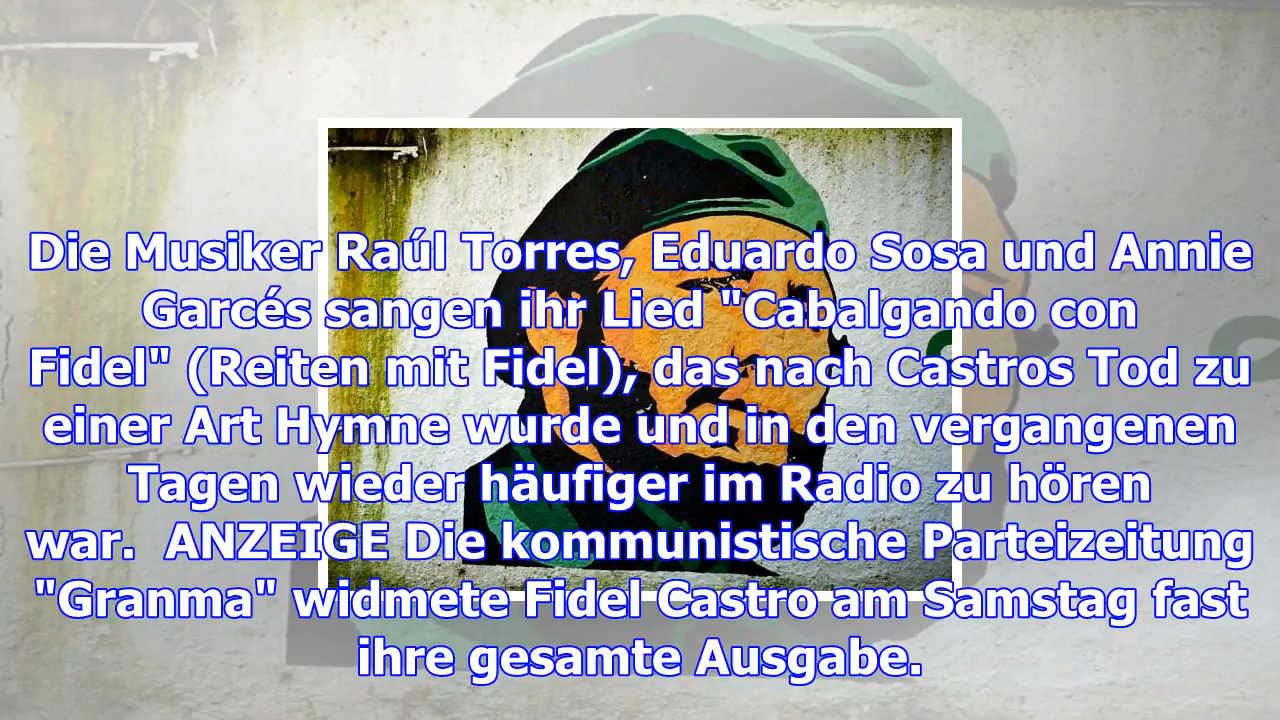 Die Musiker Raúl Torres, Eduardo Sosa und Annie
Garcés sangen ihr Lied "Cabalgando con
Fidel" (Reiten mit Fidel), das nach Castros Tod zu
einer Art Hymne wurde und in den vergangenen
Tagen wieder häufiger im Radio zu hören
war.  ANZEIGE Die kommunistische Parteizeitung
"Granma" widmete Fidel Castro am Samstag fast
ihre gesamte Ausgabe.